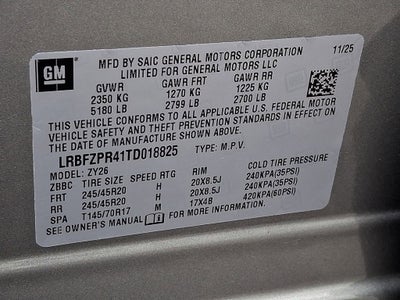 GM
MFD BY SAIC GENERAL MOTORS CORPORATION 11/25
LIMITED FOR GENERAL MOTORS LLC
GVWR GAWR FRT GAWR RR
2350 KG 1270 KG 1225 KG
5180 LB 2799 LB 2700 LB
THIS VEHICLE CONFORMS TO ALL APPLICABLE U.S. FEDERAL MOTOR
VEHICLE SAFETY AND THEFT PREVENTION STANDARDS IN EFFECT ON
THE DATE OF MANUFACTURE SHOWN ABOVE.
LRBFZPR41TD018825 TYPE: M.P.V.
MODEL: ZY26
ZBBC TIRE SIZE SPEED RTG RIM COLD TIRE PRESSURE
FRT 245/45R20 H 20X8.5J 240KPA(35PSI)
RR 245/45R20 H 20X8.5J 240KPA(35PSI)
SPA T145/70R17 M 17X4B 420KPA(60PSI)
SEE OWNER'S MANUAL FOR MORE INFORMATION.